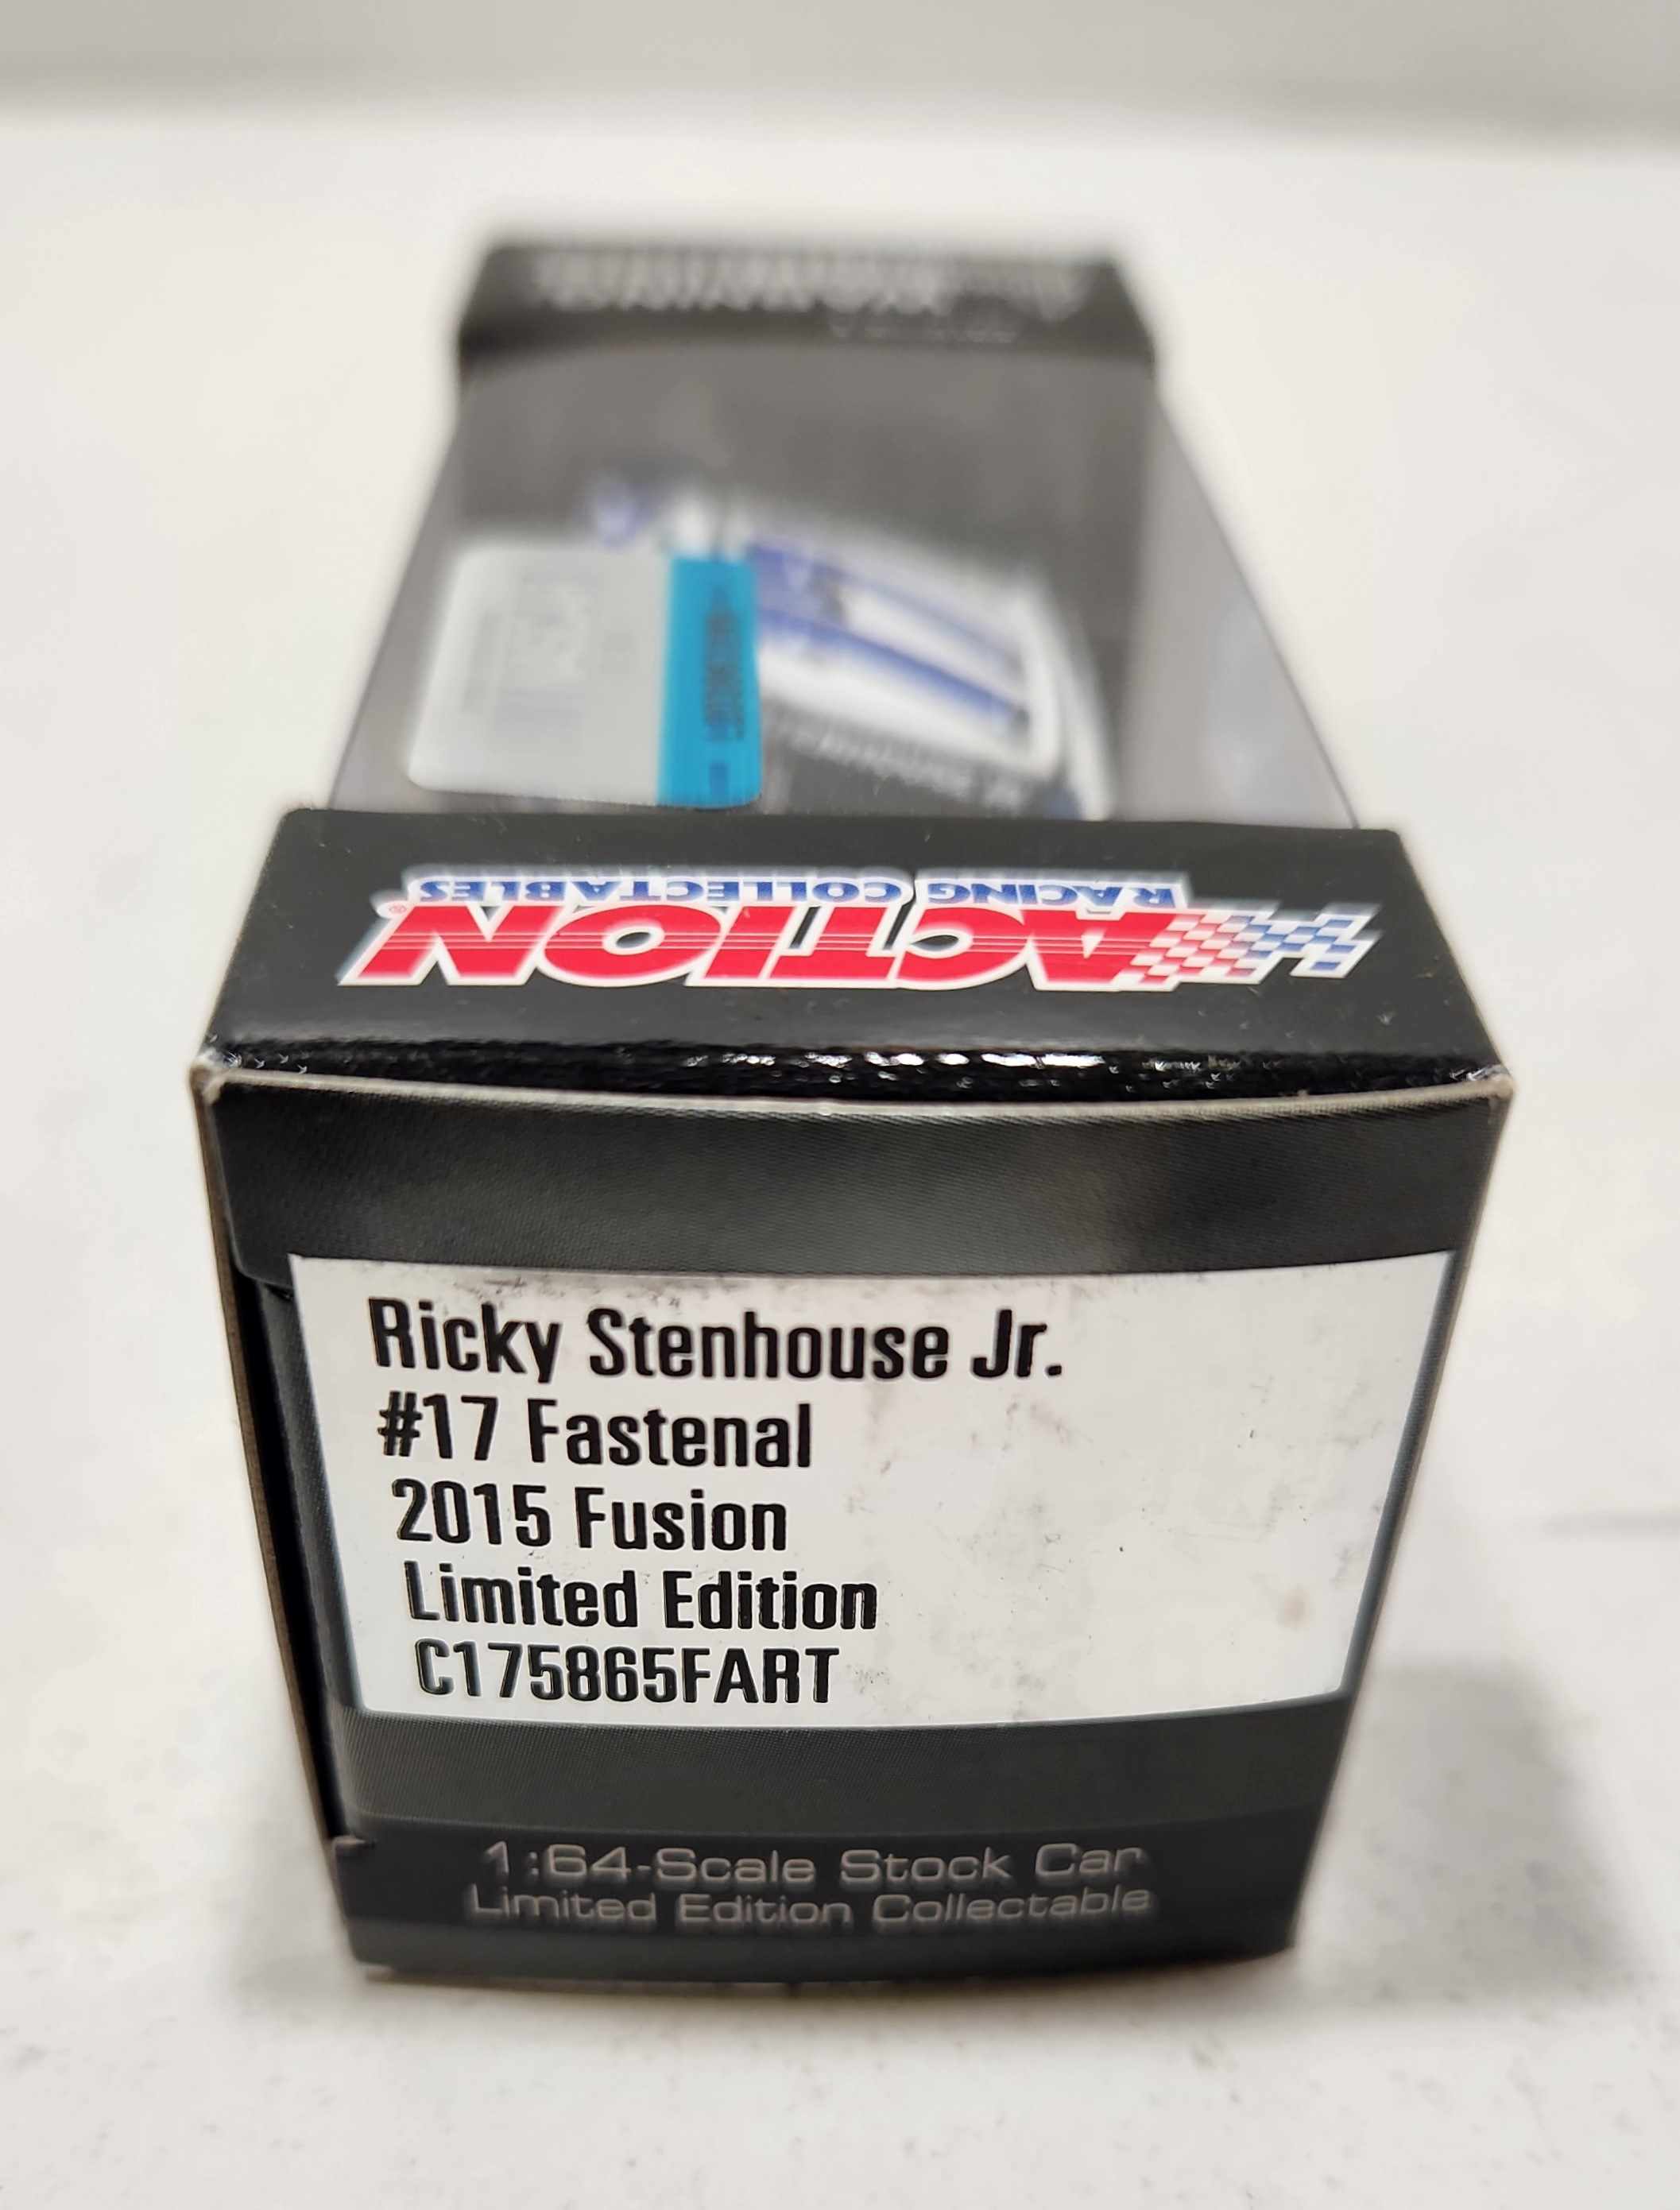 WARNING:
ACTION®
RACING COLLECTABLES
Ricky Stenhouse Jr.
#17 Fastenal
2015 Fusion
Limited Edition
C175865FART
1:64-Scale Stock Car
Limited Edition Collectable